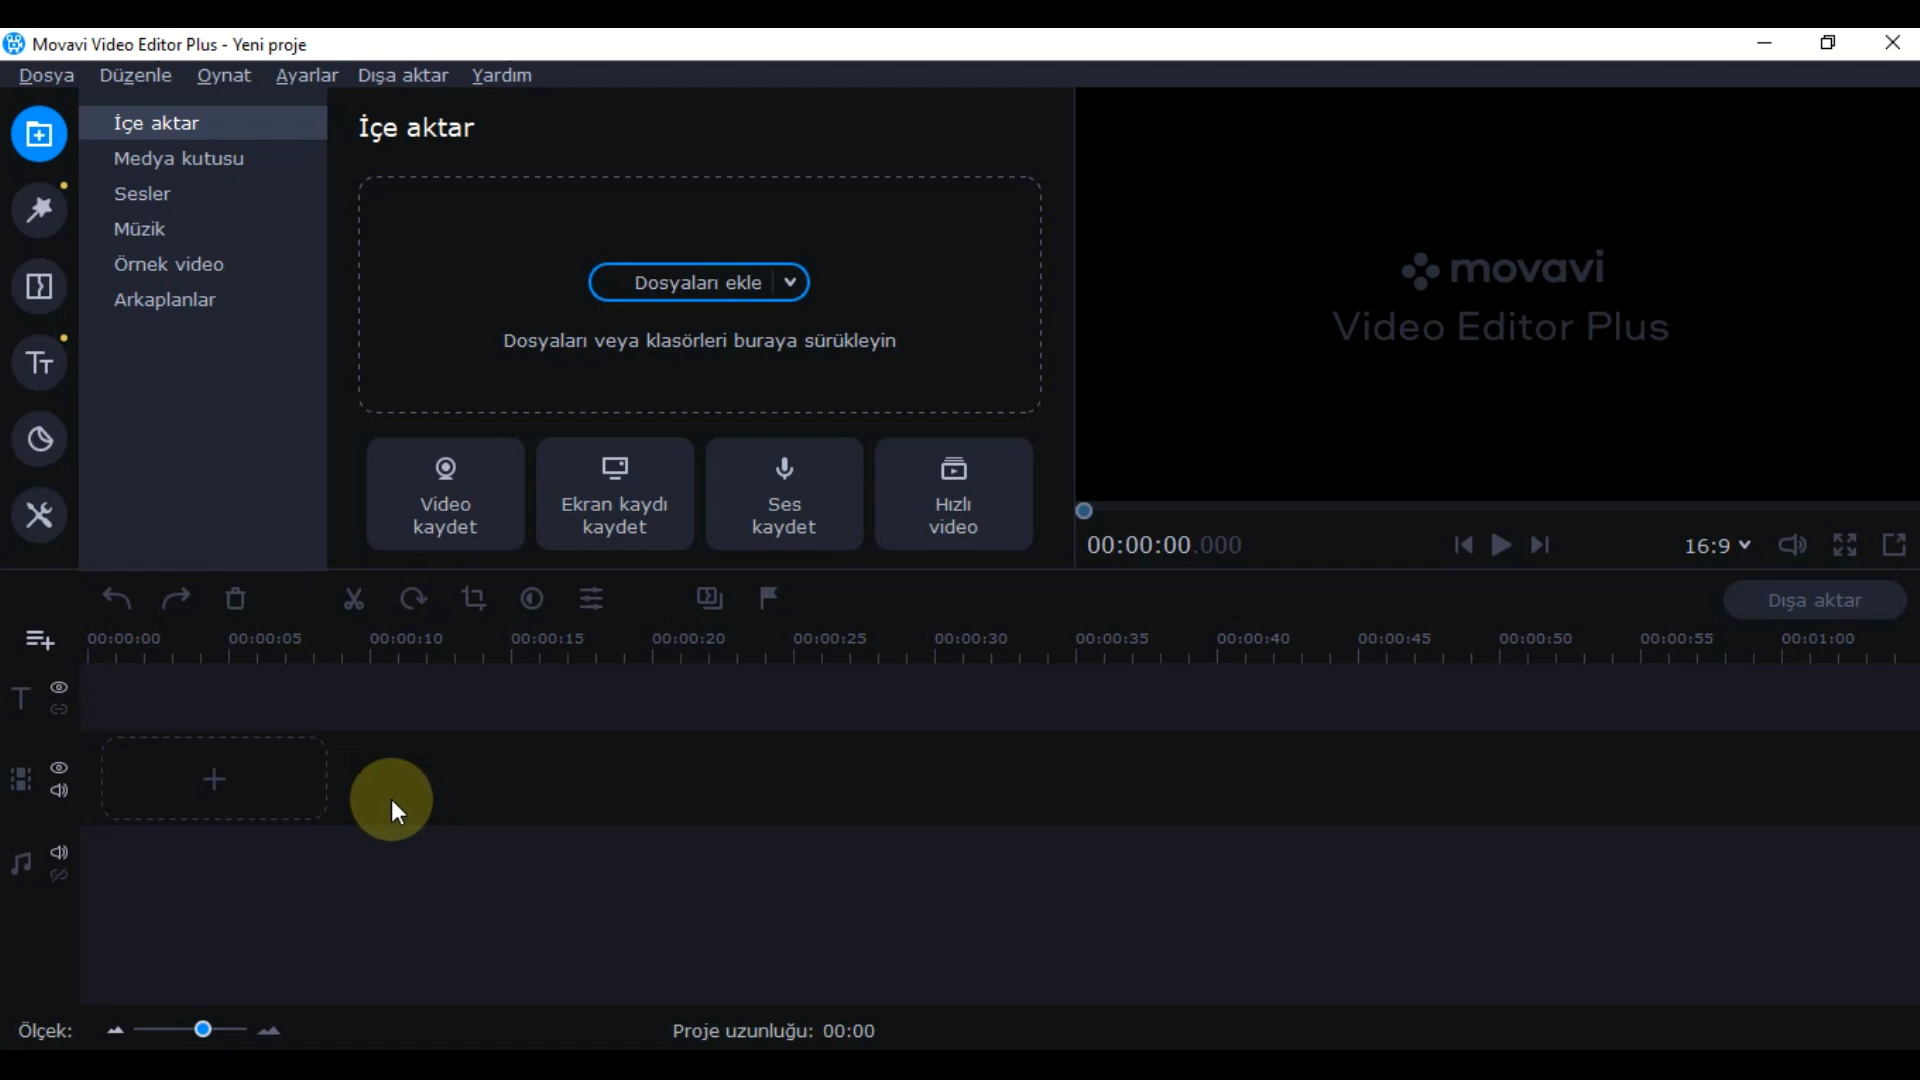 Movavi Video Editor Plus - Yeni proje
Dosya Düzenle Oynat Ayarlar Dışa aktar Yardım
İçe aktar
Medya kutusu
Sesler
Müzik
Örnek video
Arkaplanlar
İçe aktar
Dosyaları ekle
Dosyaları veya klasörleri buraya sürükleyin
Video
kaydet
Ekran kaydı
kaydet
Ses
kaydet
Hızlı
video
movavi
Video Editor Plus
00:00:00.000
16:9
Dışa aktar
00:00:00 00:00:05 00:00:10 00:00:15 00:00:20 00:00:25 00:00:30 00:00:35 00:00:40 00:00:45 00:00:50 00:00:55 00:01:00
Ölçek:
Proje uzunluğu: 00:00